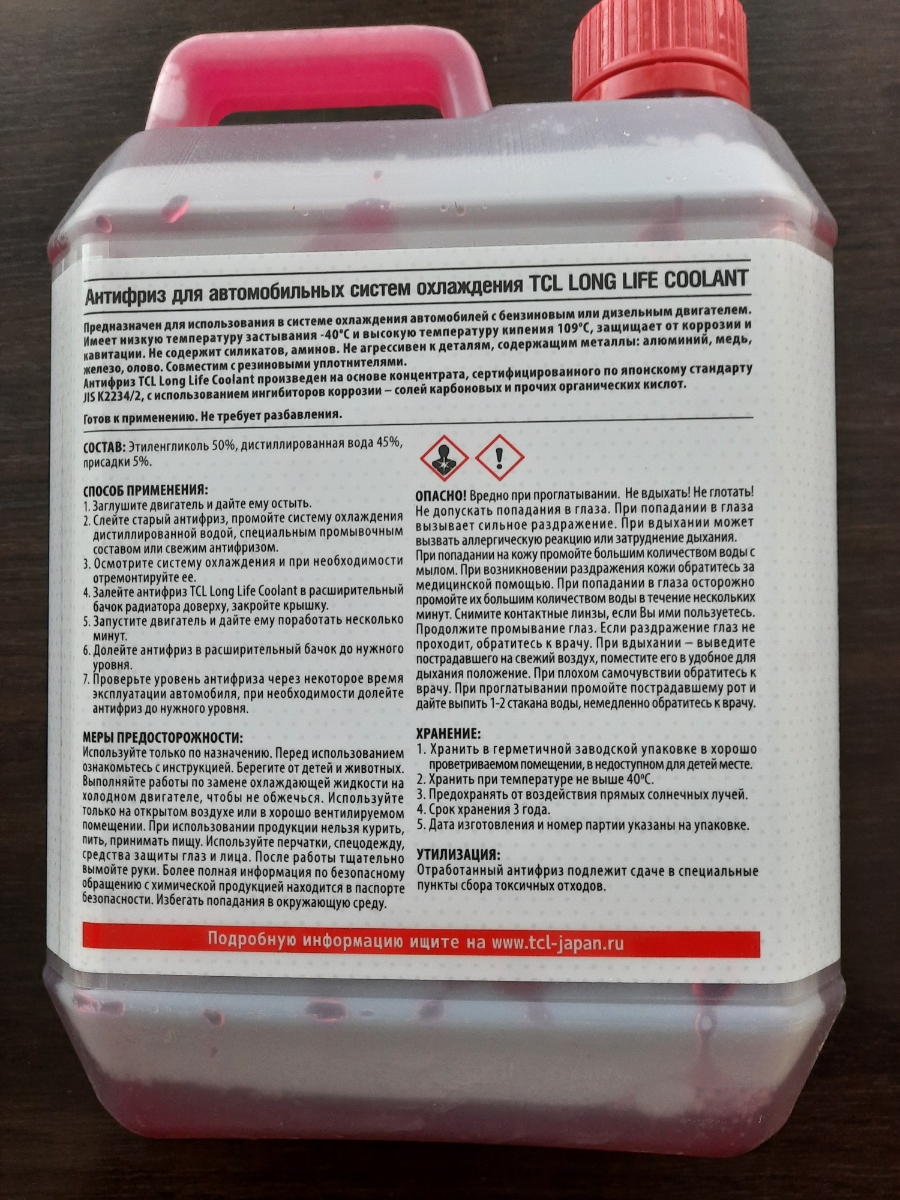 Антифриз для автомобильных систем охлаждения TCL LONG LIFE COOLANT
Предназначен для использования в системе охлаждения автомобилей с бензиновым или дизельным двигателем.
Имеет низкую температуру застывания -40°C и высокую температуру кипения 109°C, защищает от коррозии и
кавитации. Не содержит силикатов, аминов. Не агрессивен к деталям, содержащим металлы: алюминий, медь,
железо, олово. Совместим с резиновыми уплотнителями.
Антифриз TCL Long Life Coolant произведен на основе концентрата, сертифицированного по японскому стандарту
JIS K2234/2, с использованием ингибиторов коррозии – солей карбоновых и прочих органических кислот.
Готов к применению. Не требует разбавления.
СОСТАВ: Этиленгликоль 50%, дистиллированная вода 45%,
присадки 5%.
СПОСОБ ПРИМЕНЕНИЯ:
1. Заглушите двигатель и дайте ему остыть.
2. Слейте старый антифриз, промойте систему охлаждения
дистиллированной водой, специальным промывочным
составом или свежим антифризом.
3. Осмотрите систему охлаждения и при необходимости
отремонтируйте ее.
4. Залейте антифриз TCL Long Life Coolant в расширительный
бачок радиатора доверху, закройте крышку.
5. Запустите двигатель и дайте ему поработать несколько
минут.
6. Долейте антифриз в расширительный бачок до нужного
уровня.
7. Проверьте уровень антифриза через некоторое время
эксплуатации автомобиля, при необходимости долейте
антифриз до нужного уровня.
МЕРЫ ПРЕДОСТОРОЖНОСТИ:
Используйте только по назначению. Перед использованием
ознакомьтесь с инструкцией. Берегите от детей и животных.
Выполняйте работы по замене охлаждающей жидкости на
холодном двигателе, чтобы не обжечься. Используйте
только на открытом воздухе или в хорошо вентилируемом
помещении. При использовании продукции нельзя курить,
пить, принимать пищу. Используйте перчатки, спецодежду,
средства защиты глаз и лица. После работы тщательно
вымойте руки. Более полная информация по безопасному
обращению с химической продукцией находится в паспорте
безопасности. Избегать попадания в окружающую среду.
ОПАСНО! Вредно при проглатывании. Не вдыхать! Не глотать!
Не допускать попадания в глаза. При попадании в глаза
вызывает сильное раздражение. При вдыхании может
вызвать аллергическую реакцию или затруднение дыхания.
При попадании на кожу промойте большим количеством воды с
мылом. При возникновении раздражения кожи обратитесь за
медицинской помощью. При попадании в глаза осторожно
промойте их большим количеством воды в течение нескольких
минут. Снимите контактные линзы, если Вы ими пользуетесь.
Продолжите промывание глаз. Если раздражение глаз не
проходит, обратитесь к врачу. При вдыхании – выведите
пострадавшего на свежий воздух, поместите его в удобное для
дыхания положение. При плохом самочувствии обратитесь к
врачу. При проглатывании промойте пострадавшему рот и
дайте выпить 1-2 стакана воды, немедленно обратитесь к врачу.
ХРАНЕНИЕ:
1. Хранить в герметичной заводской упаковке в хорошо
проветриваемом помещении, в недоступном для детей месте.
2. Хранить при температуре не выше 40°C.
3. Предохранять от воздействия прямых солнечных лучей.
4. Срок хранения 3 года.
5. Дата изготовления и номер партии указаны на упаковке.
УТИЛИЗАЦИЯ:
Отработанный антифриз подлежит сдаче в специальные
пункты сбора токсичных отходов.
Подробную информацию ищите на www.tcl-japan.ru